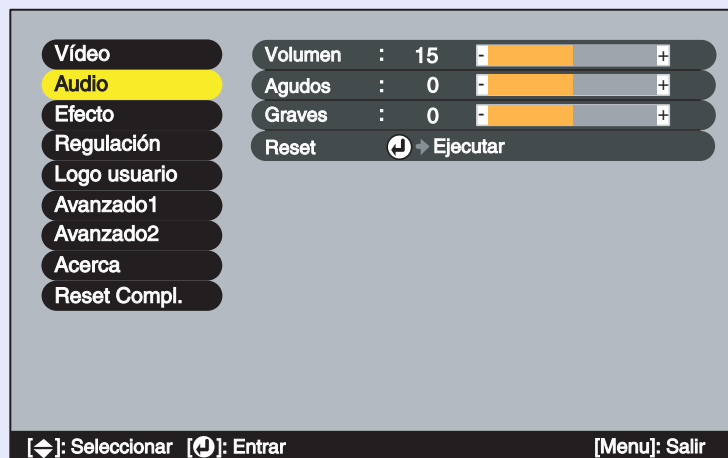 Vídeo
Audio
Efecto
Regulación
Logo usuario
Avanzado1
Avanzado2
Acerca
Reset Compl.
Volumen : 15 - +
Agudos : 0 - +
Graves : 0 - +
Reset Ejecutar
[ ]: Seleccionar [ ]: Entrar [Menu]: Salir